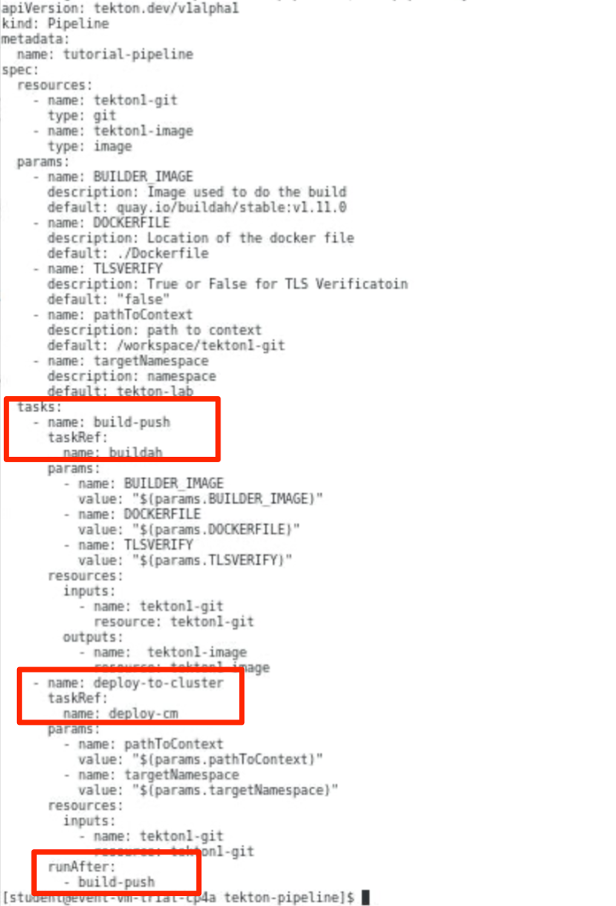 apiVersion: tekton.dev/v1alpha1
kind: Pipeline
metadata:
  name: tutorial-pipeline
spec:
  resources:
    - name: tekton1-git
      type: git
    - name: tekton1-image
      type: image
  params:
    - name: BUILDER_IMAGE
      description: Image used to do the build
      default: quay.io/buildah/stable:v1.11.0
    - name: DOCKERFILE
      description: Location of the docker file
      default: ./Dockerfile
    - name: TLSVERIFY
      description: True or False for TLS Verificatoin
      default: "false"
    - name: pathToContext
      description: path to context
      default: /workspace/tekton1-git
    - name: targetNamespace
      description: namespace
      default: tekton-lab
  tasks:
    - name: build-push
      taskRef:
        name: buildah
      params:
        - name: BUILDER_IMAGE
          value: "$(params.BUILDER_IMAGE)"
        - name: DOCKERFILE
          value: "$(params.DOCKERFILE)"
        - name: TLSVERIFY
          value: "$(params.TLSVERIFY)"
      resources:
        inputs:
          - name: tekton1-git
            resource: tekton1-git
        outputs:
          - name:  tekton1-image
            resource: tekton1-image
    - name: deploy-to-cluster
      taskRef:
        name: deploy-cm
      params:
        - name: pathToContext
          value: "$(params.pathToContext)"
        - name: targetNamespace
          value: "$(params.targetNamespace)"
      resources:
        inputs:
          - name: tekton1-git
            resource: tekton1-git
      runAfter:
        - build-push
[student@event-vm-trial-cp4a tekton-pipeline]$